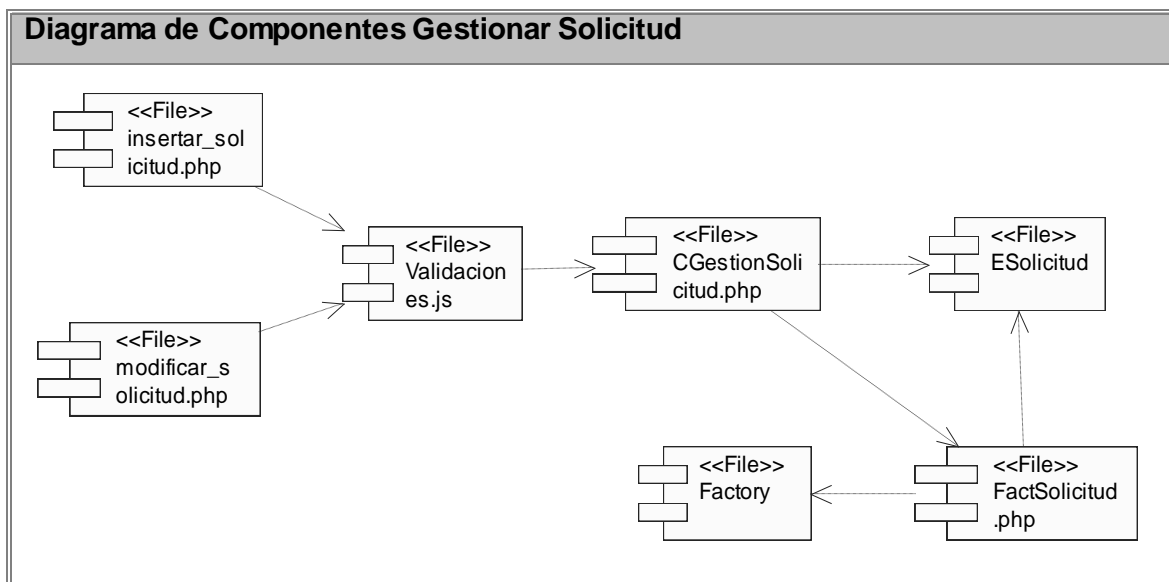 Diagrama de Componentes Gestionar Solicitud
<<File>>
insertar_sol
icitud.php
<<File>>
modificar_s
olicitud.php
<<File>>
Validacion
es.js
<<File>>
CGestionSoli
citud.php
<<File>>
ESolicitud
<<File>>
Factory
<<File>>
FactSolicitud
.php